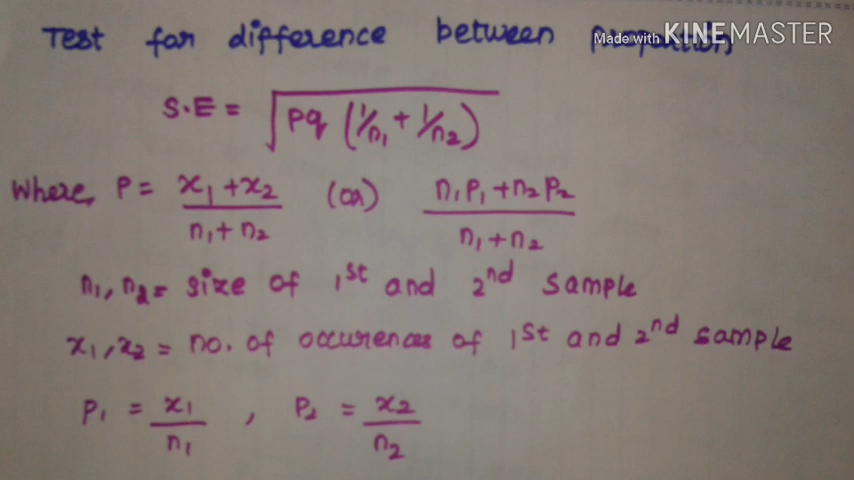 Test for difference between
Made with KINEMASTER
S.E = √pq (1/n₁ + 1/n₂)
Where, P = x₁ + x₂ / n₁ + n₂ (or) n₁P₁ + n₂P₂ / n₁ + n₂
n₁, n₂ = size of 1st and 2nd sample
x₁, x₂ = no. of occurences of 1st and 2nd sample
P₁ = x₁ / n₁ , P₂ = x₂ / n₂